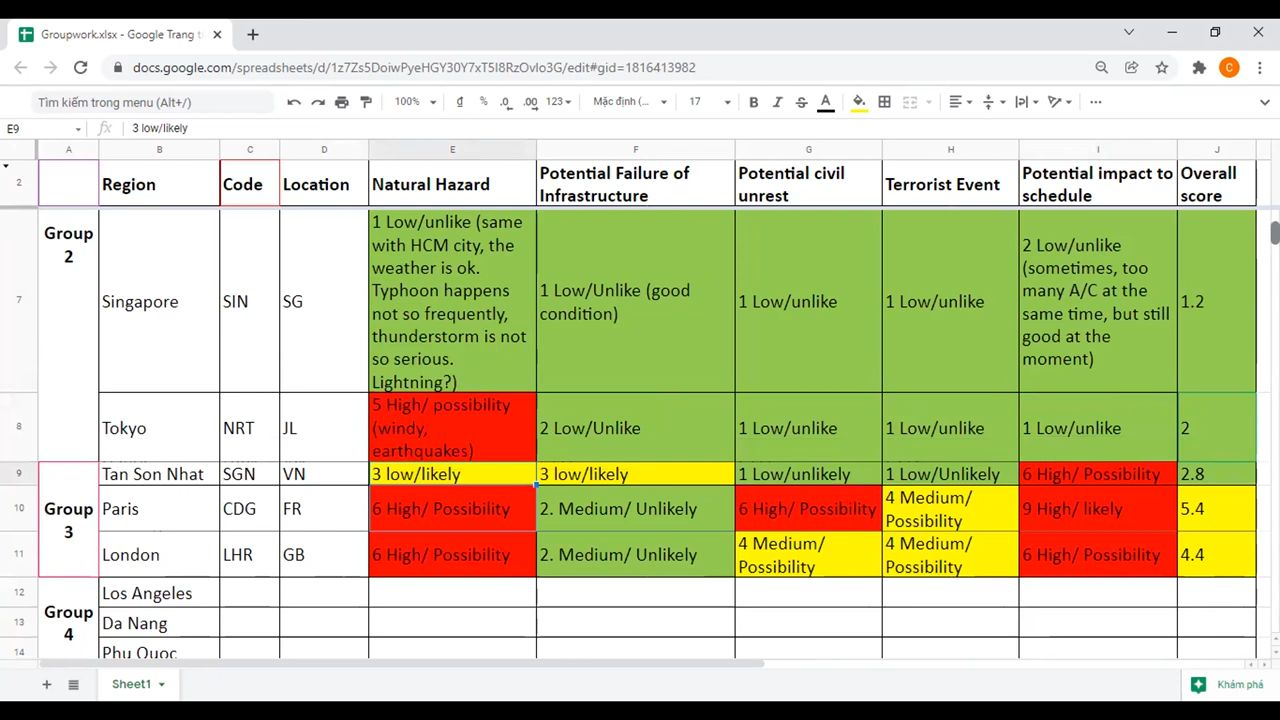 Groupwork.xlsx - Google Trang t
docs.google.com/spreadsheets/d/1z7Zs5DoiwPyeHGY30Y7xT5I8RzOvIo3G/edit#gid=1816413982
C
Tìm kiếm trong menu (Alt+/)
100%
₫
%
.0
.00
123
Mặc định (...
17
B
I
S
A
E9
fx
3 low/likely
A
B
C
D
E
F
G
H
I
J
2
Region
Code
Location
Natural Hazard
Potential Failure of
Infrastructure
Potential civil
unrest
Terrorist Event
Potential impact to
schedule
Overall
score
Group
2
7
Singapore
SIN
SG
1 Low/unlike (same
with HCM city, the
weather is ok.
Typhoon happens
not so frequently,
thunderstorm is not
so serious.
Lightning?)
1 Low/Unlike (good
condition)
1 Low/unlike
1 Low/unlike
2 Low/unlike
(sometimes, too
many A/C at the
same time, but still
good at the
moment)
1.2
8
Tokyo
NRT
JL
5 High/ possibility
(windy,
earthquakes)
2 Low/Unlike
1 Low/unlike
1 Low/unlike
1 Low/unlike
2
9
Tan Son Nhat
SGN
VN
3 low/likely
3 low/likely
1 Low/unlikely
1 Low/Unlikely
6 High/ Possibility
2.8
Group
3
10
Paris
CDG
FR
6 High/ Possibility
2. Medium/ Unlikely
6 High/ Possibility
4 Medium/
Possibility
9 High/ likely
5.4
11
London
LHR
GB
6 High/ Possibility
2. Medium/ Unlikely
4 Medium/
Possibility
4 Medium/
Possibility
6 High/ Possibility
4.4
Group
4
12
Los Angeles
13
Da Nang
14
Phu Quoc
Sheet1
Khám phá